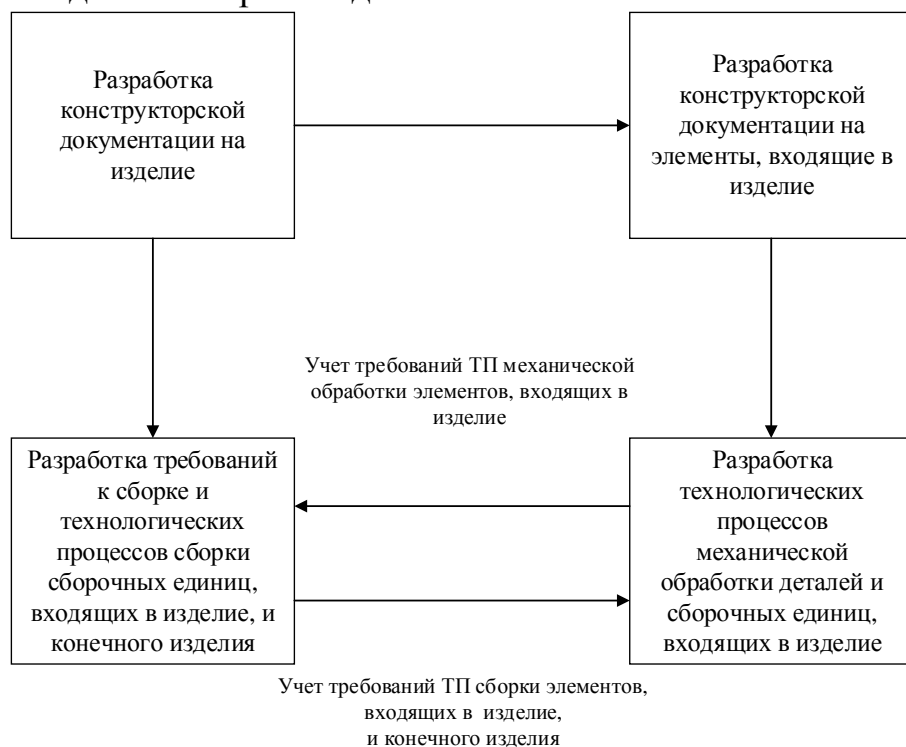 Разработка
конструкторской
документации на
изделие
Разработка
конструкторской
документации на
элементы, входящие в
изделие
Учет требований ТП механической
обработки элементов, входящих в
изделие
Разработка требований
к сборке и
технологических
процессов сборки
сборочных единиц,
входящих в изделие, и
конечного изделия
Разработка
технологических
процессов
механической
обработки деталей и
сборочных единиц,
входящих в изделие
Учет требований ТП сборки элементов,
входящих в изделие,
и конечного изделия